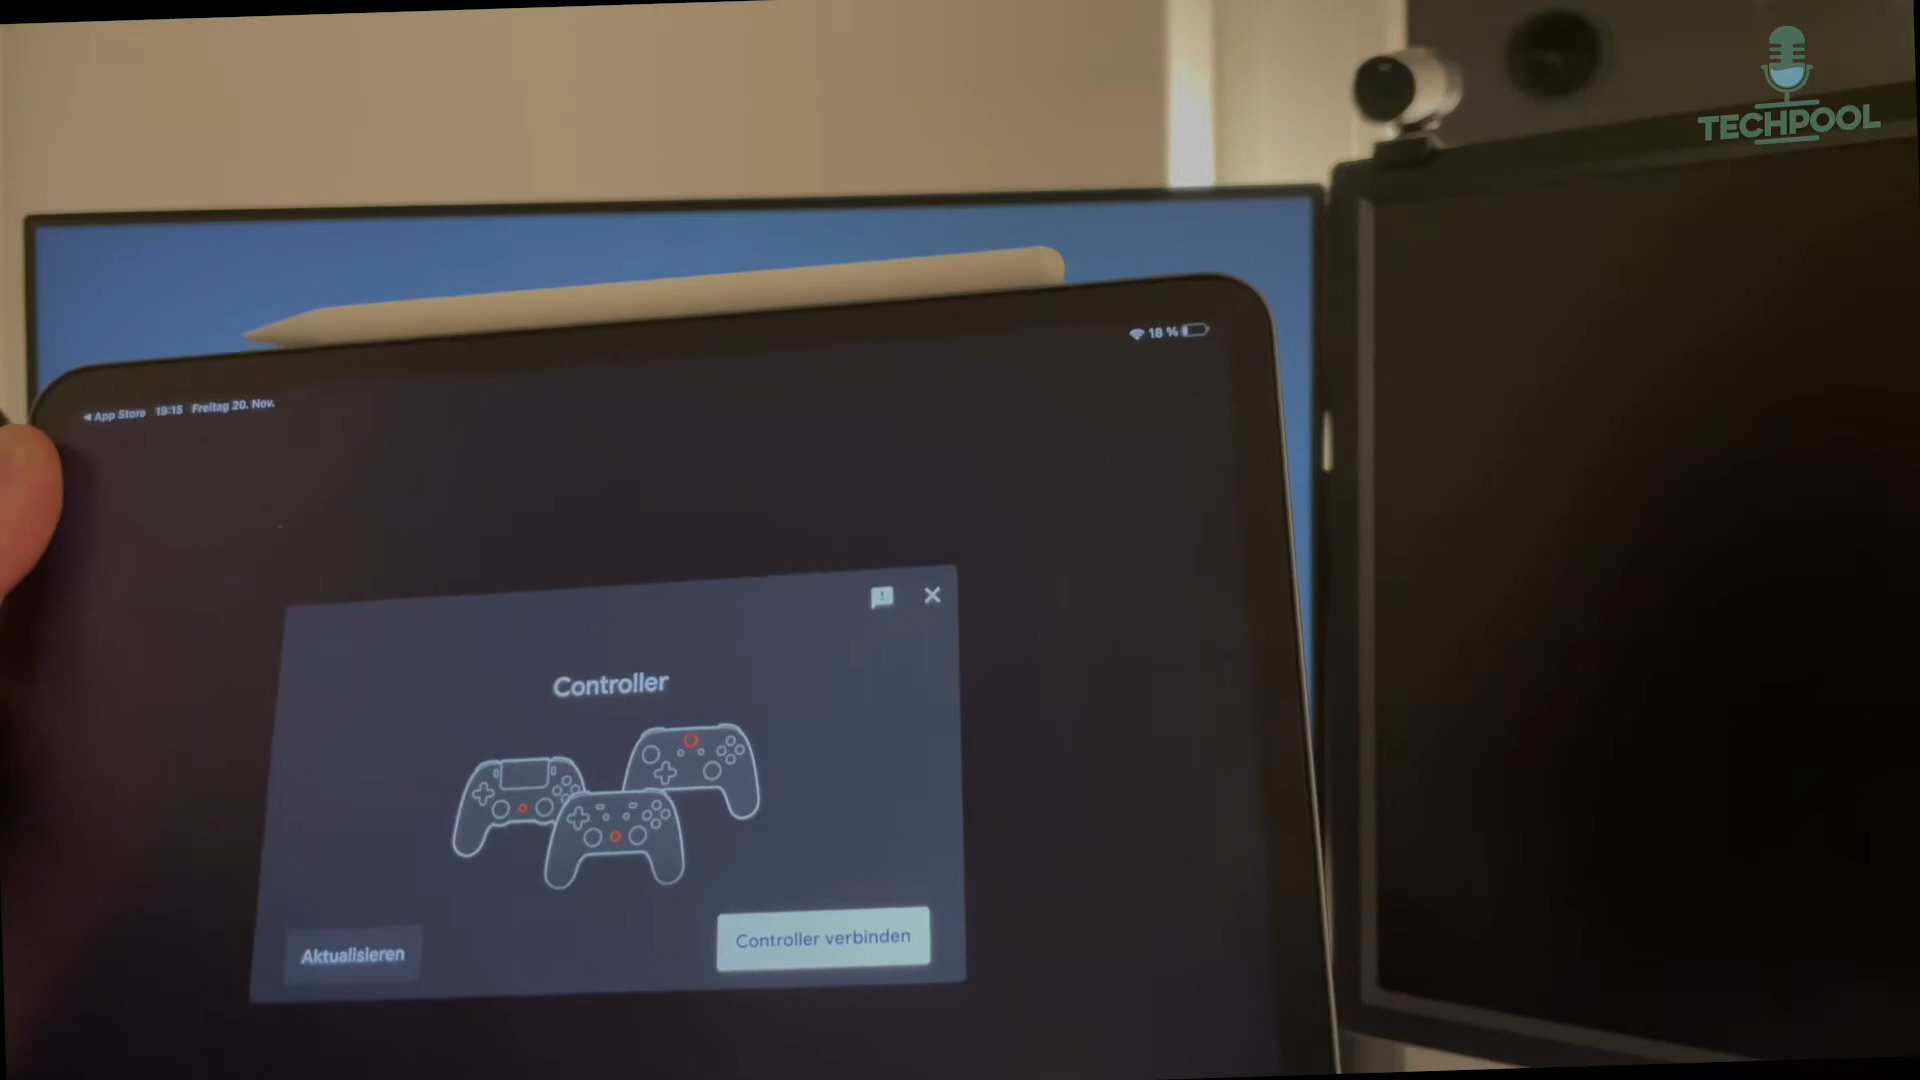 TECHPOOL
18 %
App Store 19:15 Freitag 20. Nov.
Controller
Aktualisieren
Controller verbinden